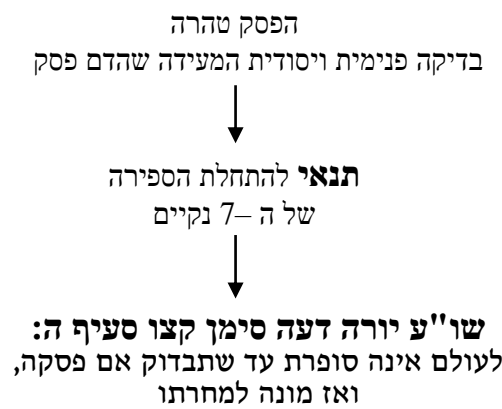 הפסק טהרה
בדיקה פנימית ויסודית המעידה שהדם פסק
תנאי להתחלת הספירה
של ה –7 נקיים
שו"ע יורה דעה סימן קצו סעיף ה:
לעולם אינה סופרת עד שתבדוק אם פסקה,
ואז מונה למחרתו